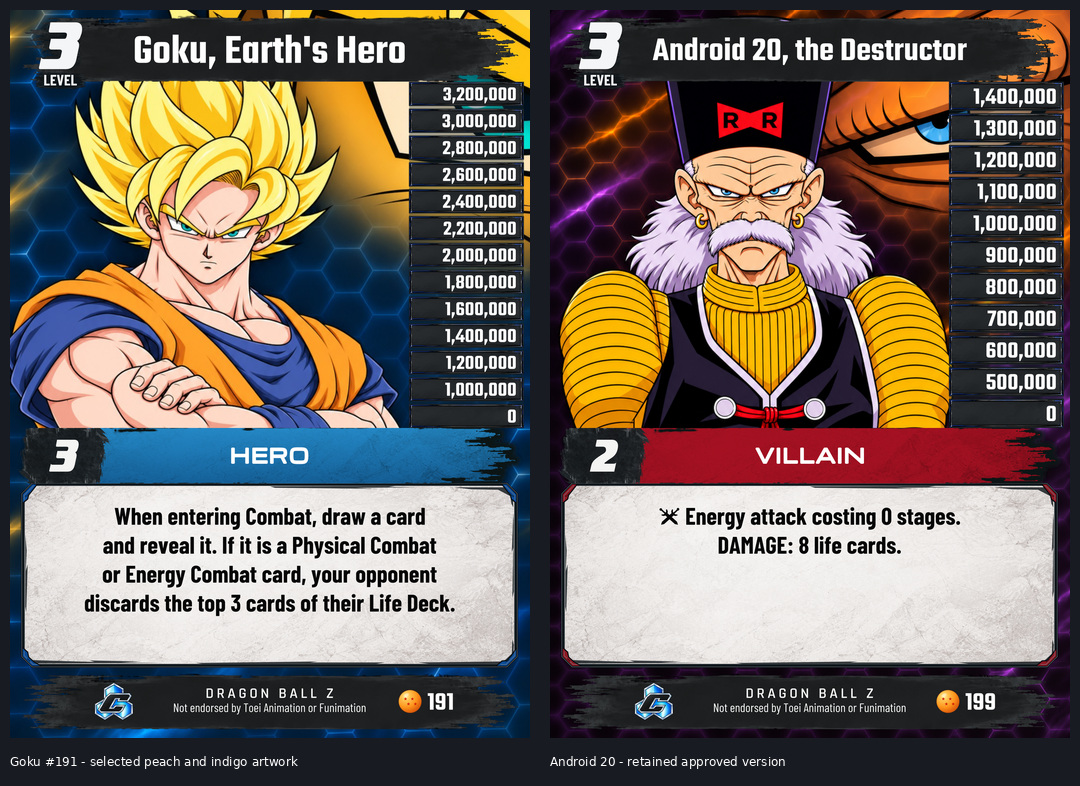 3
LEVEL
Goku, Earth's Hero
3,200,000
3,000,000
2,800,000
2,600,000
2,400,000
2,200,000
2,000,000
1,800,000
1,600,000
1,400,000
1,200,000
1,000,000
0
3
HERO
When entering Combat, draw a card
and reveal it. If it is a Physical Combat
or Energy Combat card, your opponent
discards the top 3 cards of their Life Deck.
DRAGON BALL Z
Not endorsed by Toei Animation or Funimation
191
Goku #191 - selected peach and indigo artwork
3
LEVEL
Android 20, the Destructor
R R
1,400,000
1,300,000
1,200,000
1,100,000
1,000,000
900,000
800,000
700,000
600,000
500,000
0
2
VILLAIN
Energy attack costing 0 stages.
DAMAGE: 8 life cards.
DRAGON BALL Z
Not endorsed by Toei Animation or Funimation
199
Android 20 - retained approved version